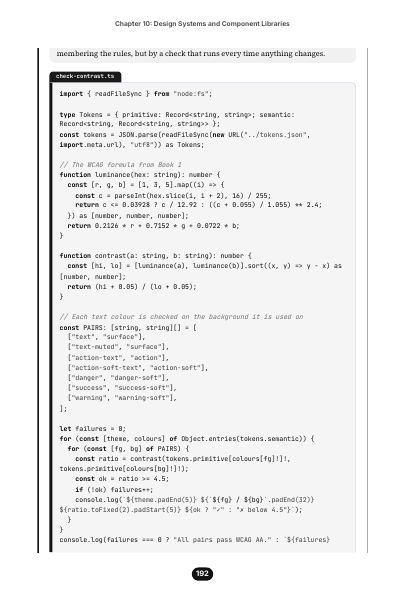 Chapter 10: Design Systems and Component Libraries
membering the rules, but by a check that runs every time anything changes.
check-contrast.ts
import { readFileSync } from "node:fs";
type Tokens = { primitive: Record<string, string>; semantic:
Record<string, Record<string, string>> };
const tokens = JSON.parse(readFileSync(new URL("../tokens.json",
import.meta.url), "utf8")) as Tokens;
// The WCAG formula from Book 1
function luminance(hex: string): number {
const [r, g, b] = [1, 3, 5].map((i) => {
const c = parseInt(hex.slice(i, i + 2), 16) / 255;
return c <= 0.03928 ? c / 12.92 : ((c + 0.055) / 1.055) ** 2.4;
}) as [number, number, number];
return 0.2126 * r + 0.7152 * g + 0.0722 * b;
}
function contrast(a: string, b: string): number {
const [hi, lo] = [luminance(a), luminance(b)].sort((x, y) => y - x) as
[number, number];
return (hi + 0.05) / (lo + 0.05);
}
// Each text colour is checked on the background it is used on
const PAIRS: [string, string][] = [
["text", "surface"],
["text-muted", "surface"],
["action-text", "action"],
["action-soft-text", "action-soft"],
["danger", "danger-soft"],
["success", "success-soft"],
["warning", "warning-soft"],
];
let failures = 0;
for (const [theme, colours] of Object.entries(tokens.semantic)) {
for (const [fg, bg] of PAIRS) {
const ratio = contrast(tokens.primitive[colours[fg]!]!,
tokens.primitive[colours[bg]!]!);
const ok = ratio >= 4.5;
if (!ok) failures++;
console.log(`${theme.padEnd(5)} ${`${fg} / ${bg}`.padEnd(32)}
${ratio.toFixed(2).padStart(5)} ${ok ? "✓" : "✗ below 4.5"}`);
}
}
console.log(failures === 0 ? "All pairs pass WCAG AA." : `${failures}
192